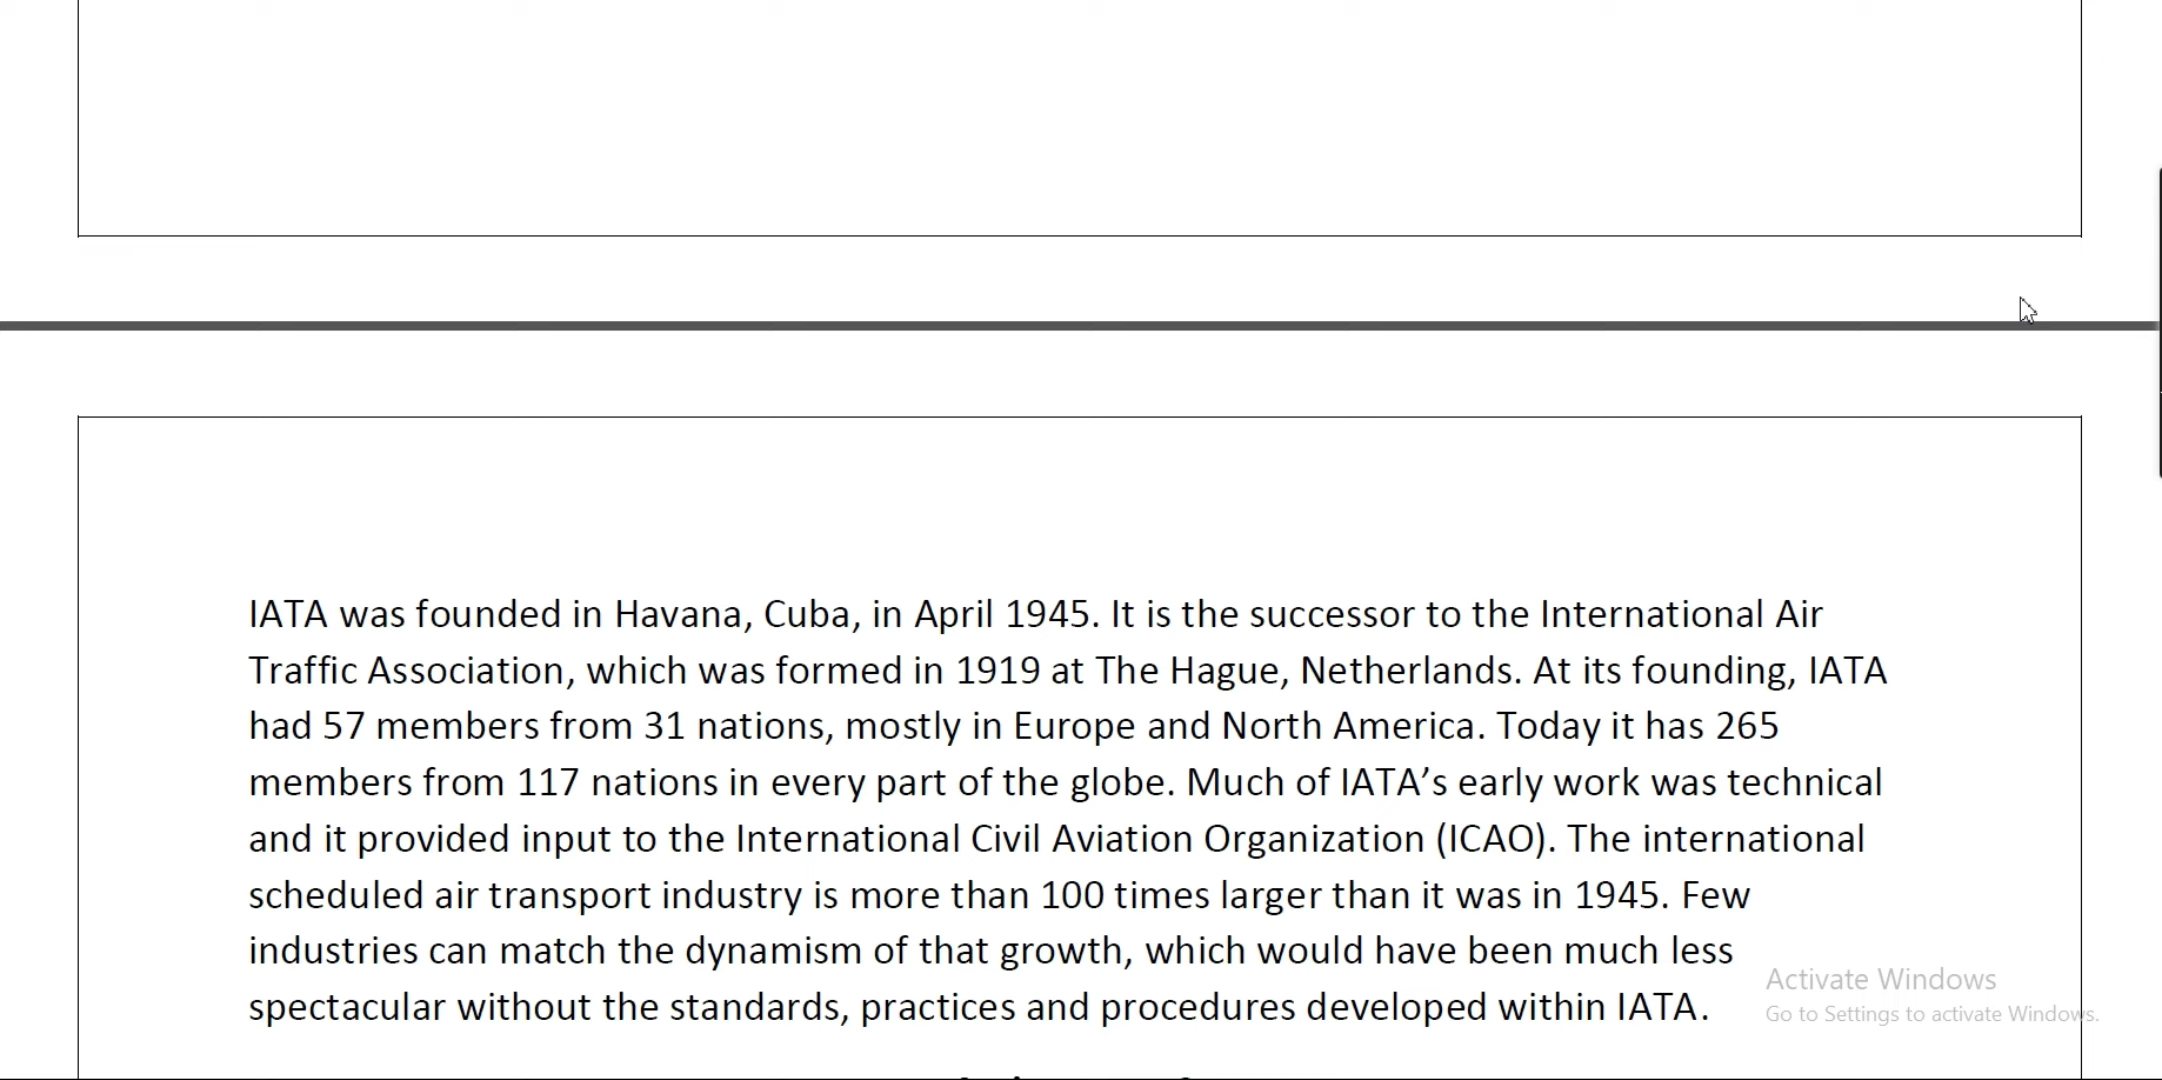 IATA was founded in Havana, Cuba, in April 1945. It is the successor to the International Air
Traffic Association, which was formed in 1919 at The Hague, Netherlands. At its founding, IATA
had 57 members from 31 nations, mostly in Europe and North America. Today it has 265
members from 117 nations in every part of the globe. Much of IATA’s early work was technical
and it provided input to the International Civil Aviation Organization (ICAO). The international
scheduled air transport industry is more than 100 times larger than it was in 1945. Few
industries can match the dynamism of that growth, which would have been much less
spectacular without the standards, practices and procedures developed within IATA.
Activate Windows
Go to Settings to activate Windows.